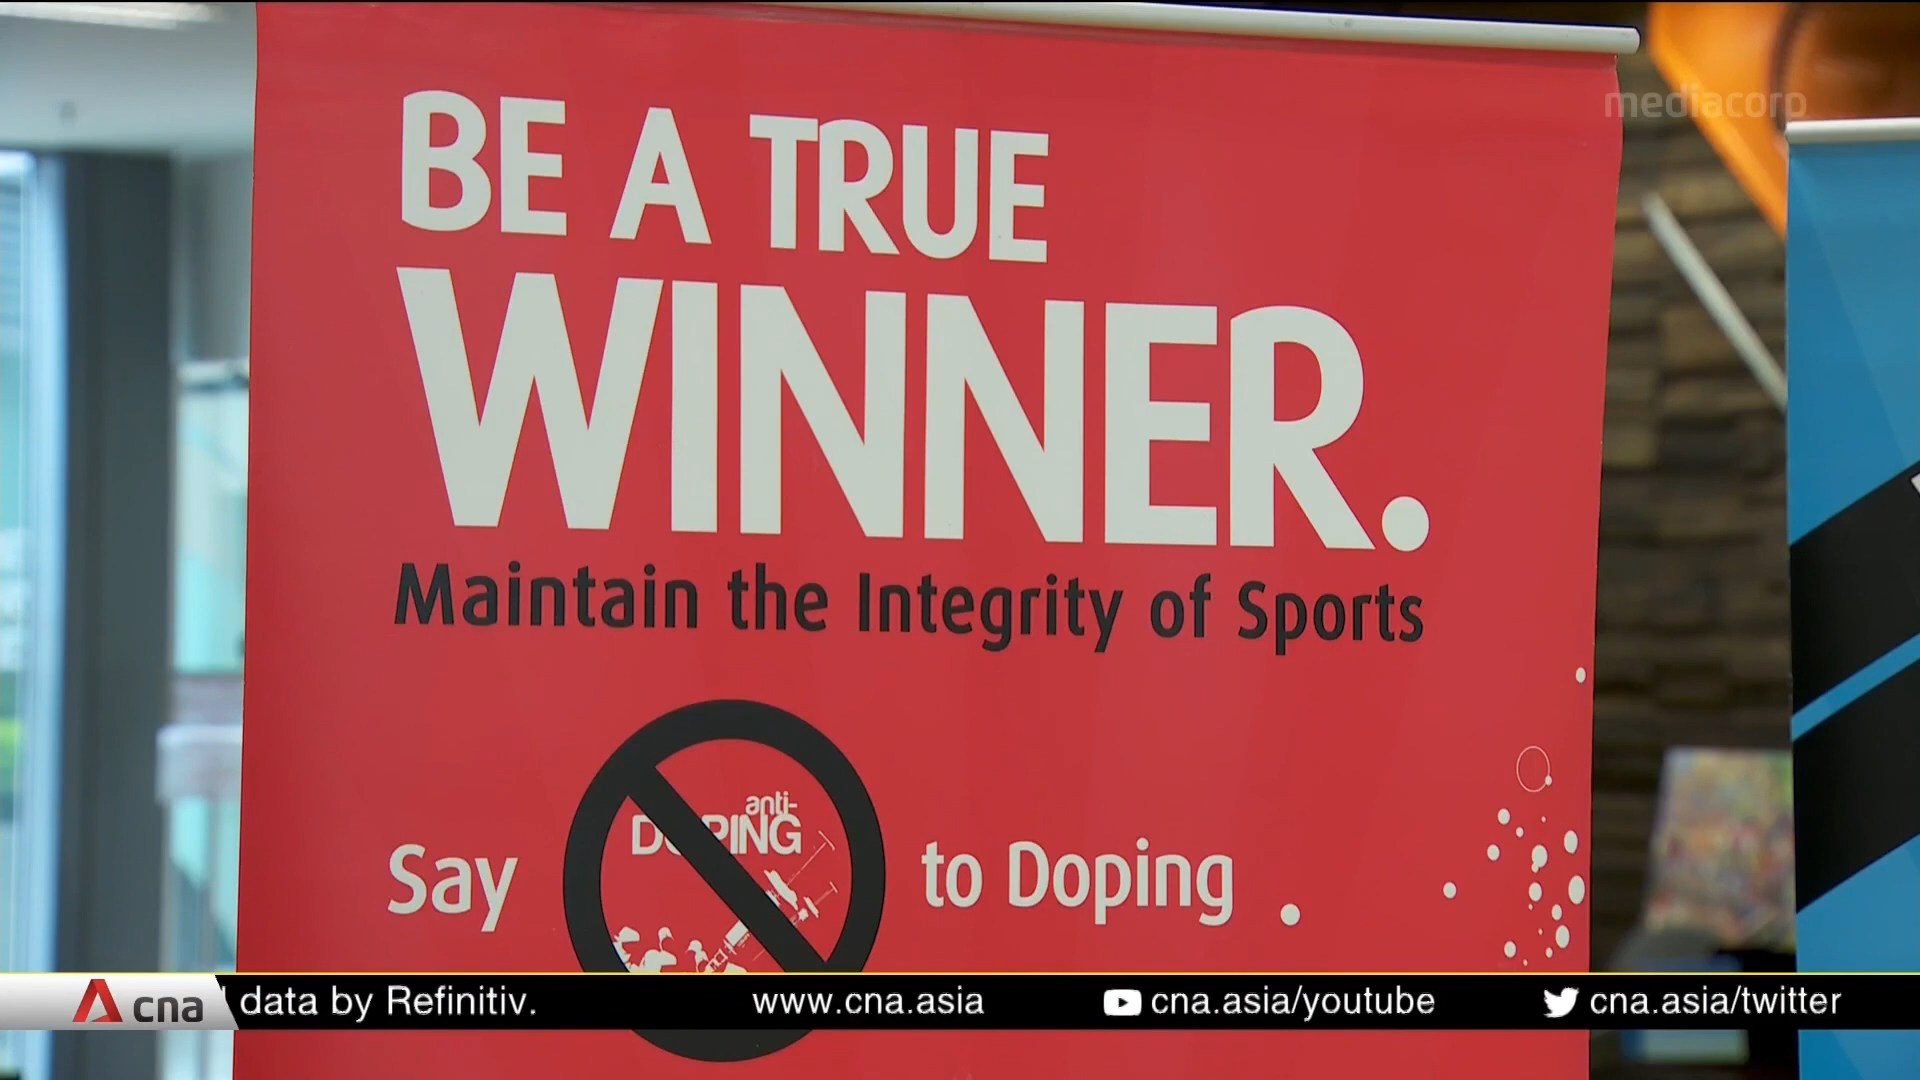 mediacorp
BE A TRUE
WINNER.
Maintain the Integrity of Sports
anti-
DOPING
Say to Doping
cna data by Refinitiv. www.cna.asia cna.asia/youtube cna.asia/twitter